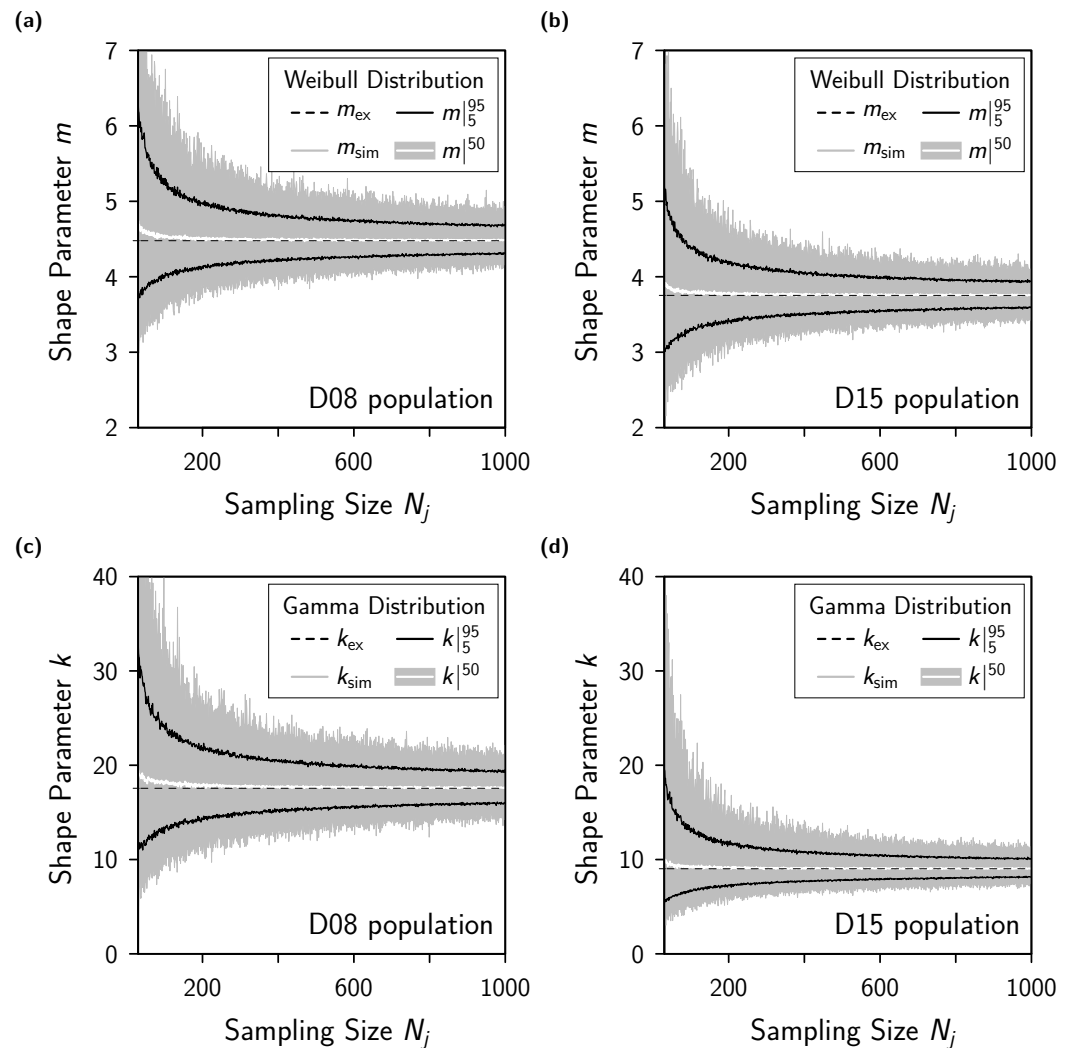 (a)
7
6
5
4
3
2
Shape Parameter m
Weibull Distribution
m_ex m|^95_5
m_sim m|^50
D08 population
200 600 1000
Sampling Size N_j
(b)
7
6
5
4
3
2
Shape Parameter m
Weibull Distribution
m_ex m|^95_5
m_sim m|^50
D15 population
200 600 1000
Sampling Size N_j
(c)
40
30
20
10
0
Shape Parameter k
Gamma Distribution
k_ex k|^95_5
k_sim k|^50
D08 population
200 600 1000
Sampling Size N_j
(d)
40
30
20
10
0
Shape Parameter k
Gamma Distribution
k_ex k|^95_5
k_sim k|^50
D15 population
200 600 1000
Sampling Size N_j